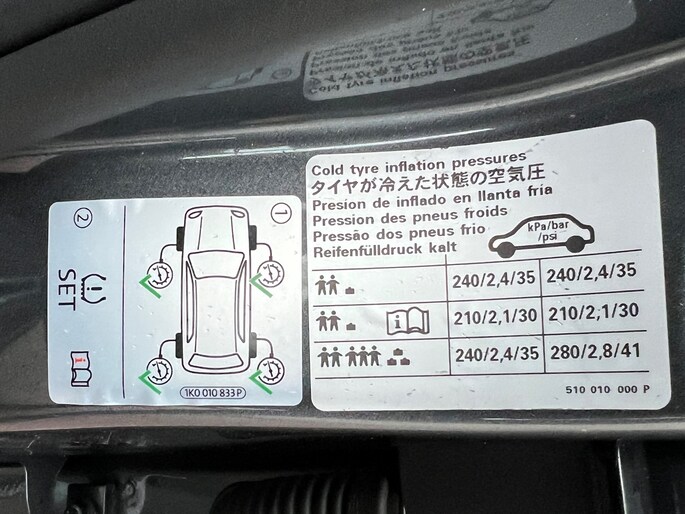 Cold tyre inflation pressures
タイヤが冷えた状態の空気圧
Presión de inflado en llanta fría
Pression des pneus froids
Pressão dos pneus frio
Reifenfülldruck kalt
kPa/bar
/psi
240/2,4/35 240/2,4/35
i 210/2,1/30 210/2,1/30
240/2,4/35 280/2,8/41
510 010 000 P
1
2
SET
i
1K0 010 833 P